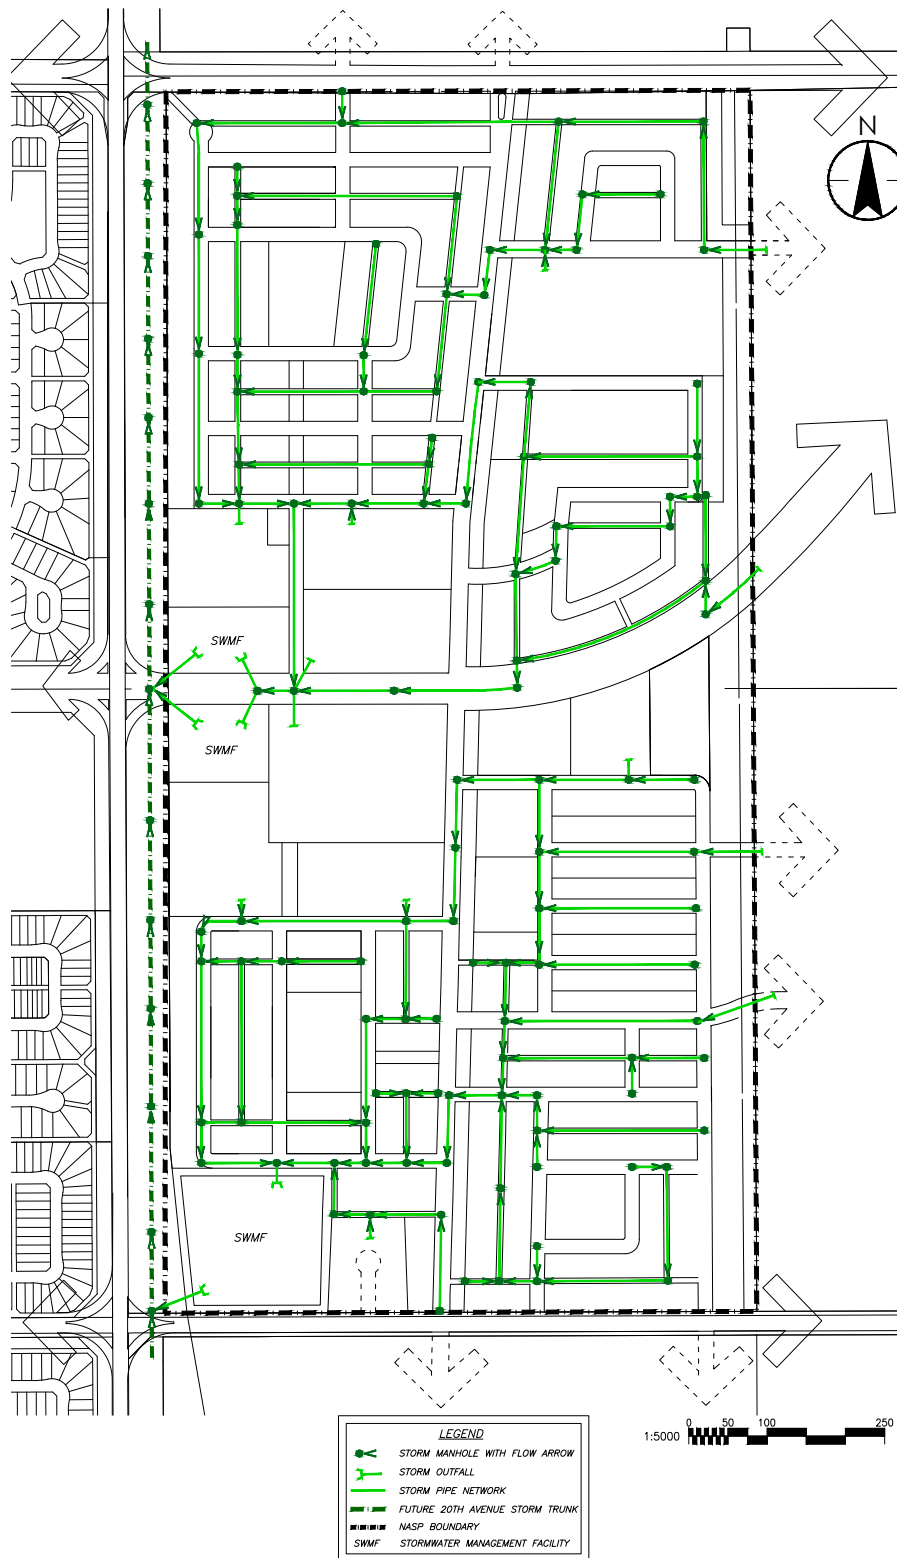 N
SWMF
SWMF
SWMF
LEGEND
STORM MANHOLE WITH FLOW ARROW
STORM OUTFALL
STORM PIPE NETWORK
FUTURE 20TH AVENUE STORM TRUNK
NASP BOUNDARY
SWMF STORMWATER MANAGEMENT FACILITY
0 50 100 250
1:5000